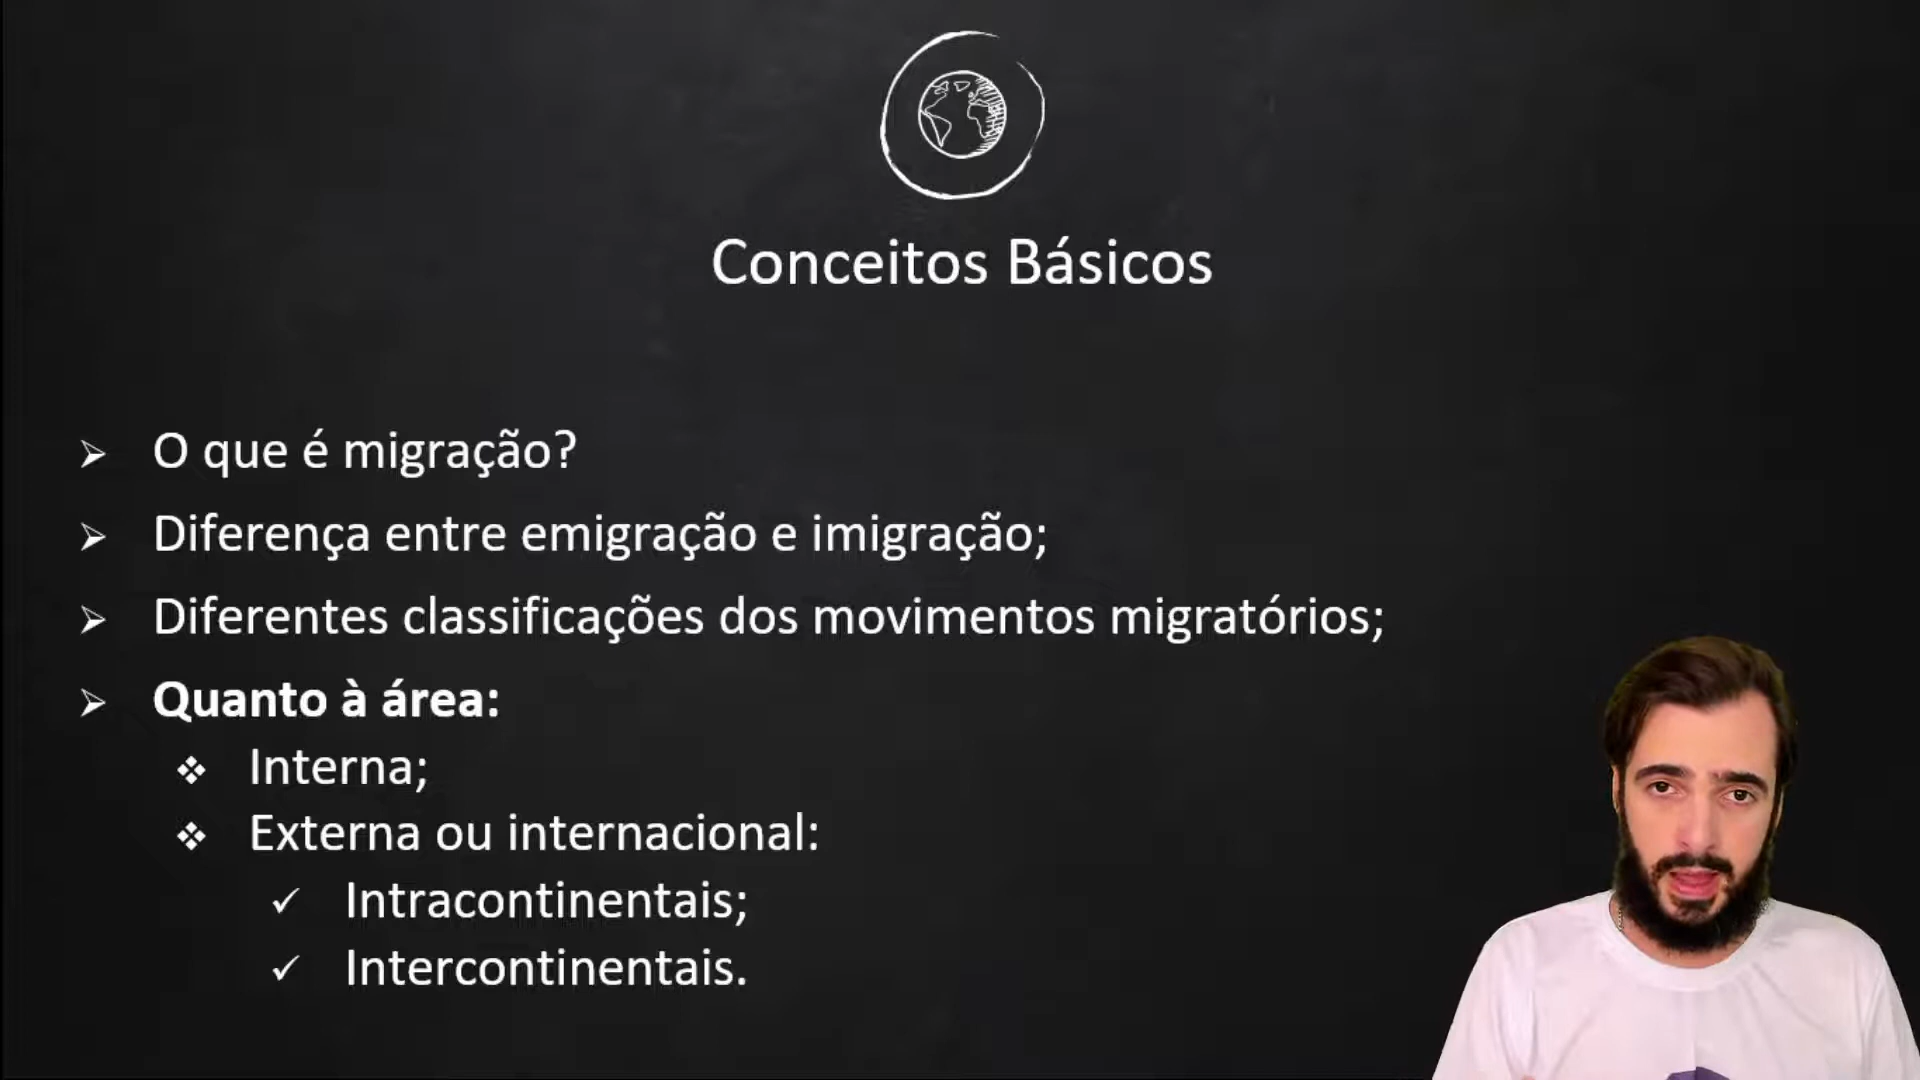 Conceitos Básicos
O que é migração?
Diferença entre emigração e imigração;
Diferentes classificações dos movimentos migratórios;
Quanto à área:
Interna;
Externa ou internacional:
Intracontinentais;
Intercontinentais.